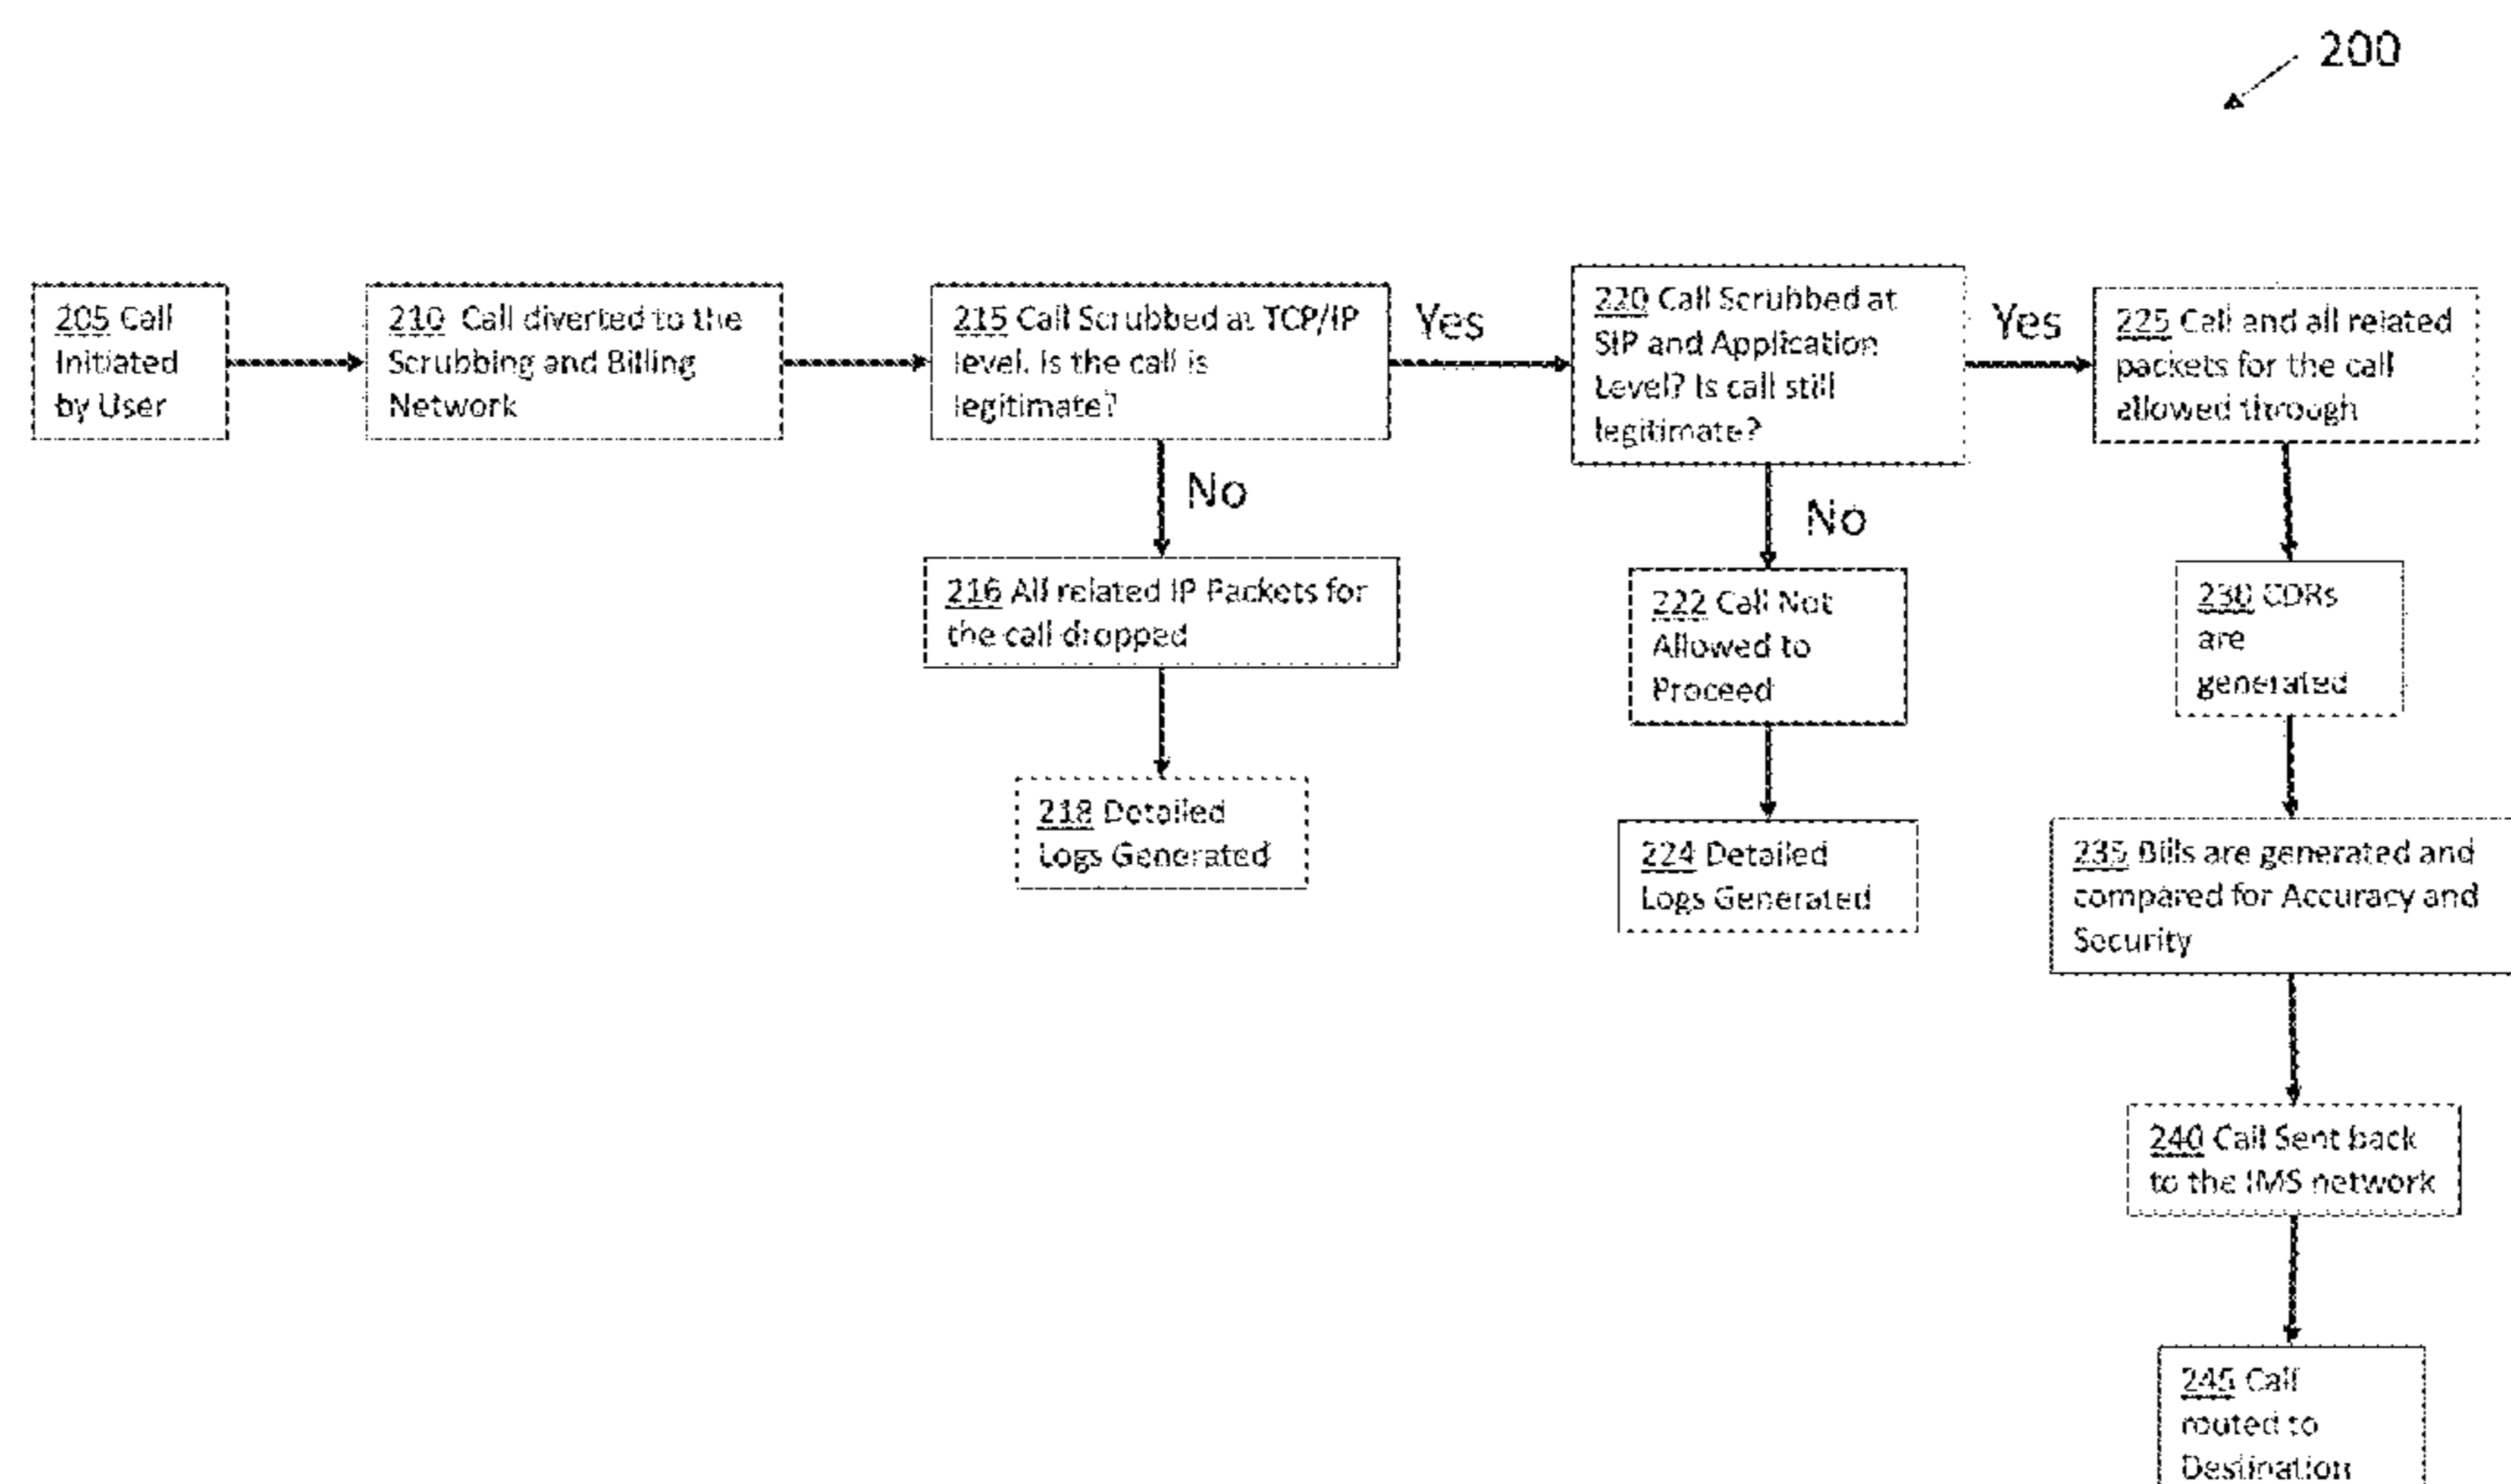 200
205 Call
Initiated
by User
210 Call diverted to the
Scrubbing and Billing
Network
215 Call Scrubbed at TCP/IP
level. Is the call is
legitimate?
Yes
220 Call Scrubbed at
SIP and Application
Level? Is call still
legitimate?
Yes
225 Call and all related
packets for the call
allowed through
No
216 All related IP Packets for
the call dropped
218 Detailed
Logs Generated
No
222 Call Not
Allowed to
Proceed
224 Detailed
Logs Generated
230 CDRs
are
generated
235 Bills are generated and
compared for Accuracy and
Security
240 Call Sent back
to the IMS network
245 Call
routed to
Destination